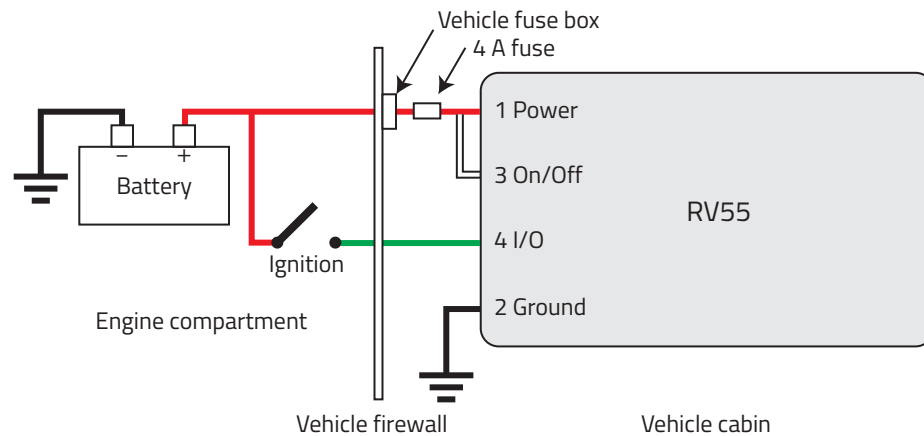 Vehicle fuse box
4 A fuse
1 Power
– +
Battery
3 On/Off
RV55
4 I/O
Ignition
2 Ground
Engine compartment
Vehicle firewall
Vehicle cabin